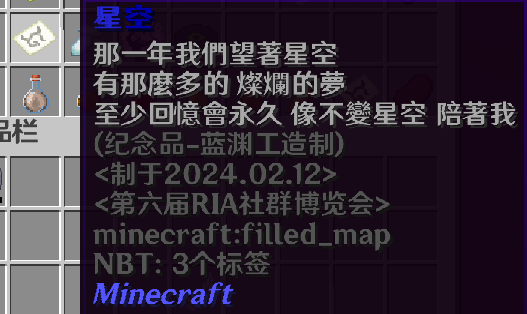 星空
那一年我們望著星空
有那麼多的 燦爛的夢
至少回憶會永久 像不變星空 陪著我
(纪念品-蓝渊工造制)
<制于2024.02.12>
<第六届RIA社群博览会>
品栏
minecraft:filled_map
NBT: 3个标签
Minecraft